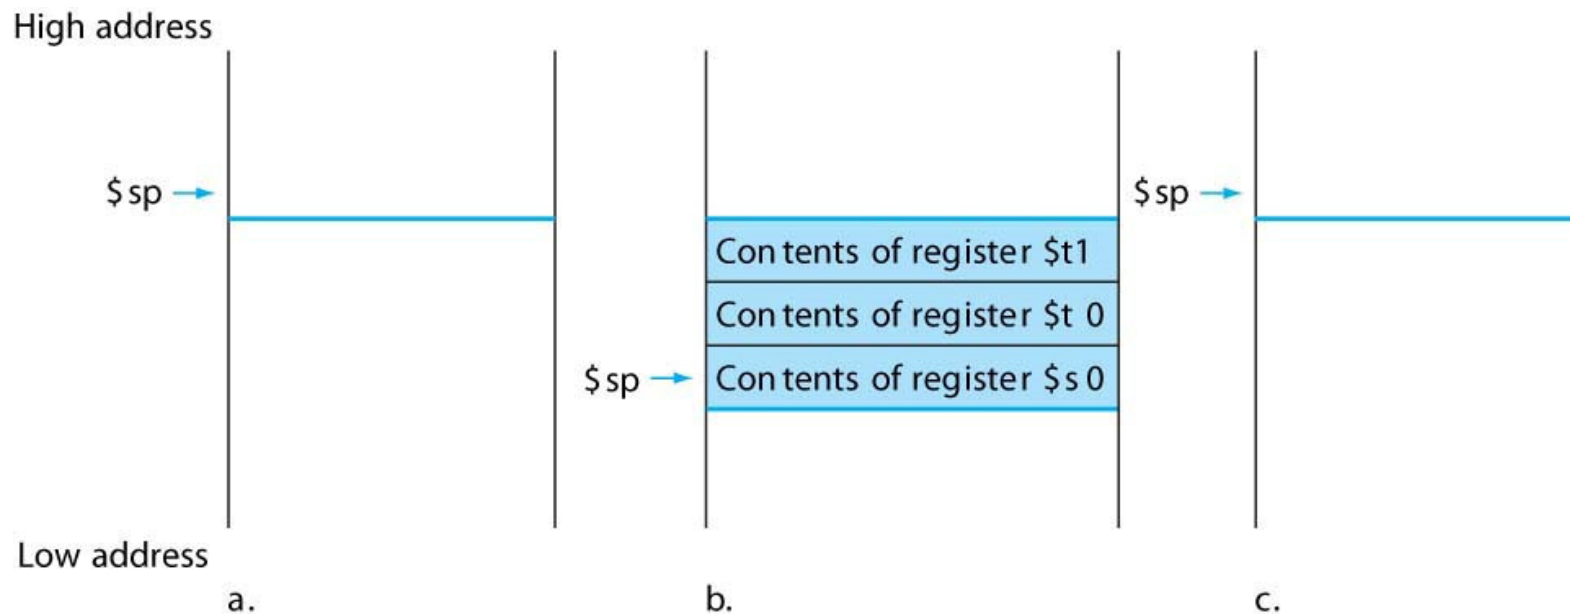 High address
$sp
$sp
Contents of register $t1
Contents of register $t 0
$sp
Contents of register $s 0
Low address
a.
b.
c.